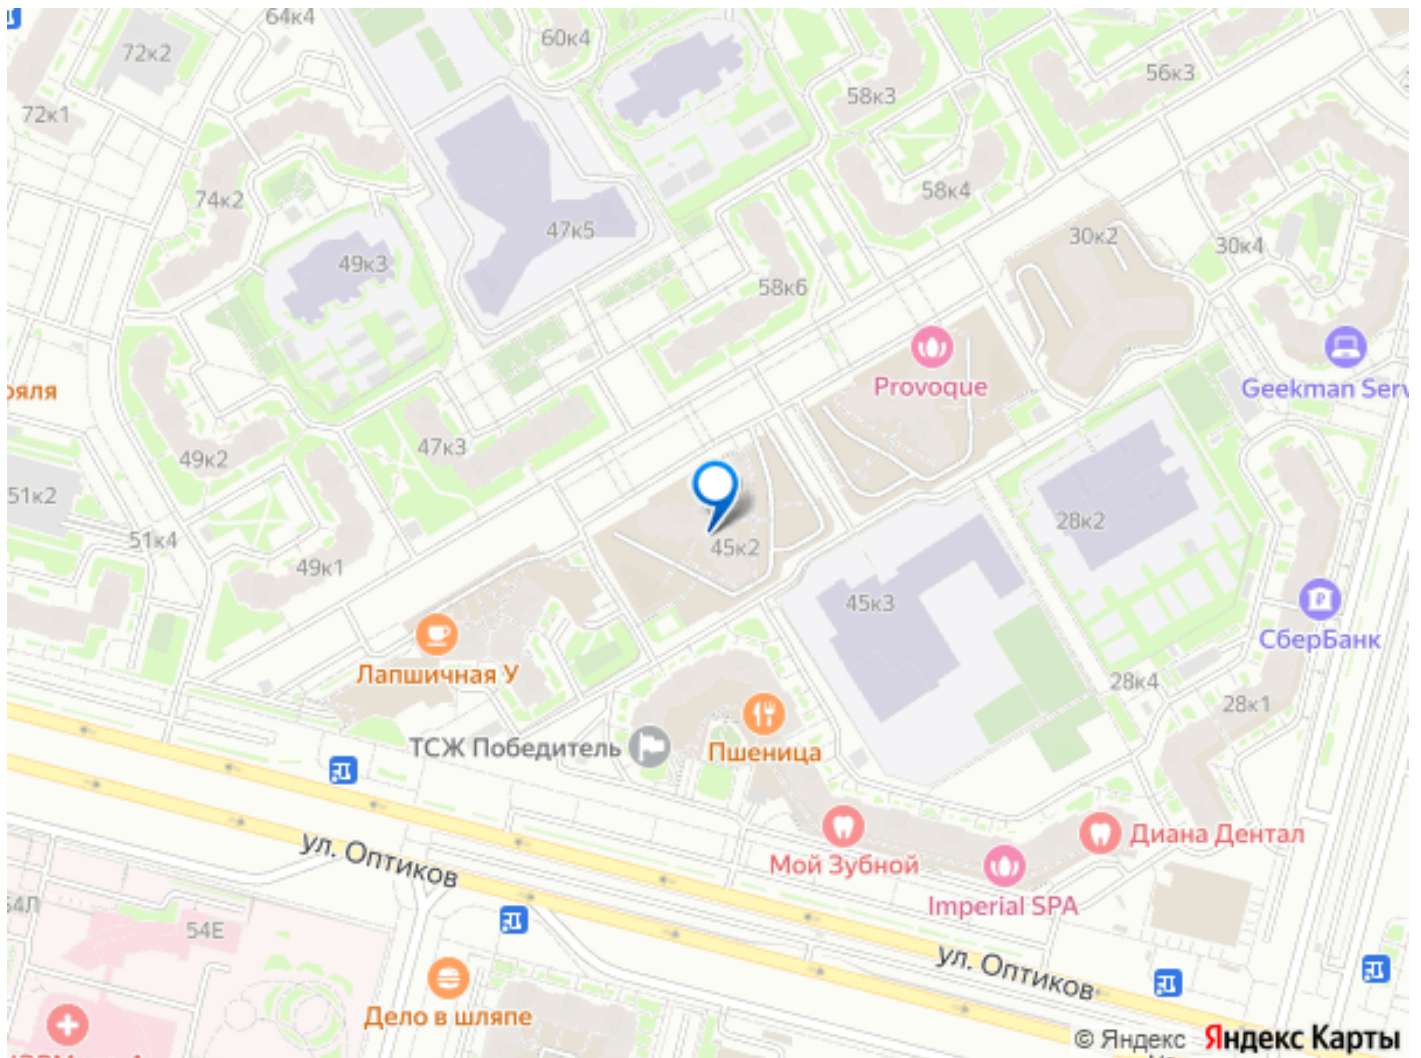 64к4
60к4
72к2
56к3
58к3
72к1
74к2
58к4
47к5
30к2
30к4
49к3
58к6
Provoque
Geekman Serv
ояля
47к3
49к2
51к2
28к2
51к4
45к2
49к1
45к3
СберБанк
Лапшичная У
28к4
28к1
ТСЖ Победитель
Пшеница
Диана Дентал
ул. Оптиков
Мой Зубной
Imperial SPA
54Л
54Е
ул. Оптиков
Дело в шляпе
© Яндекс Яндекс Карты